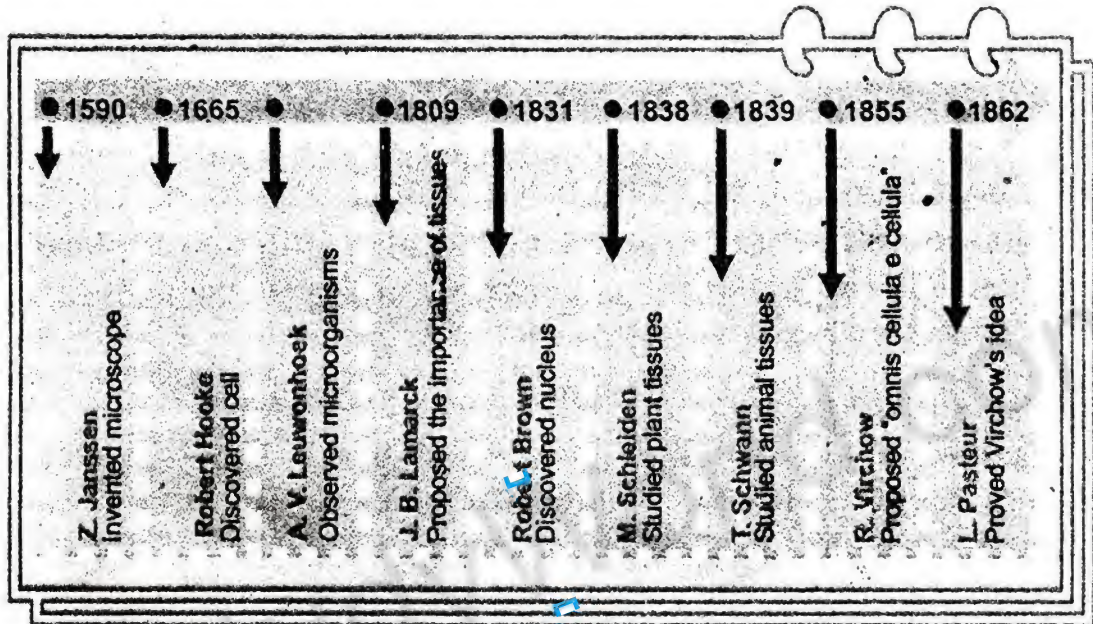 1590
1665
1809
1831
1838
1839
1855
1862
Z. Janssen
Invented microscope
Robert Hooke
Discovered cell
A. V. Leuwonhoek
Observed microorganisms
J. B. Lamarck
Proposed the importance of tissues
Robert Brown
Discovered nucleus
M. Schleiden
Studied plant tissues
T. Schwann
Studied animal tissues
R. Virchow
Proposed "omnis cellula e cellula"
L. Pasteur
Proved Virchow's idea